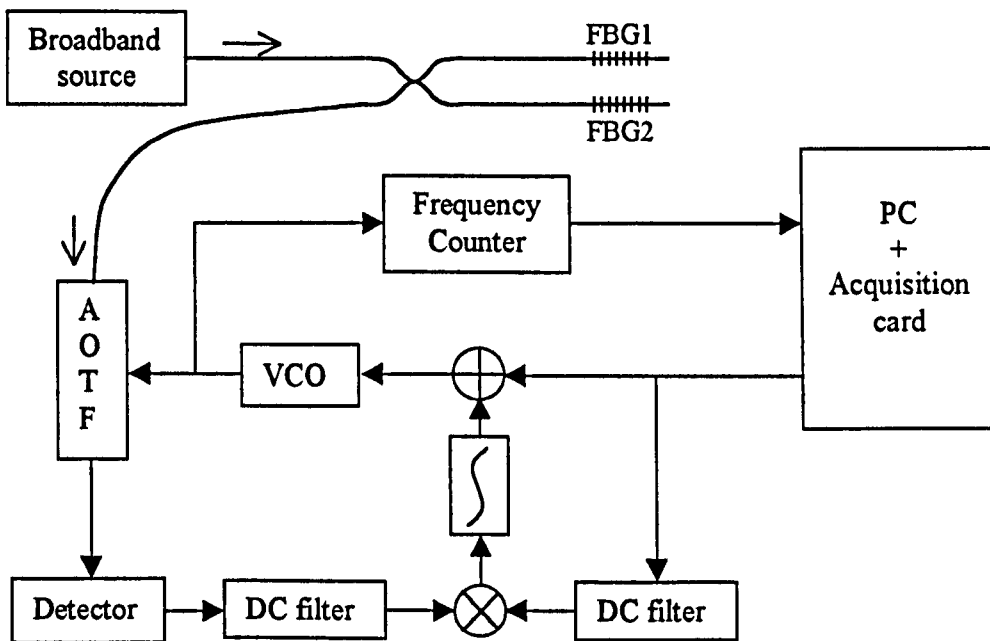 Broadband
source
FBG1
FBG2
Frequency
Counter
PC
+
Acquisition
card
A
O
T
F
VCO
Detector
DC filter
DC filter